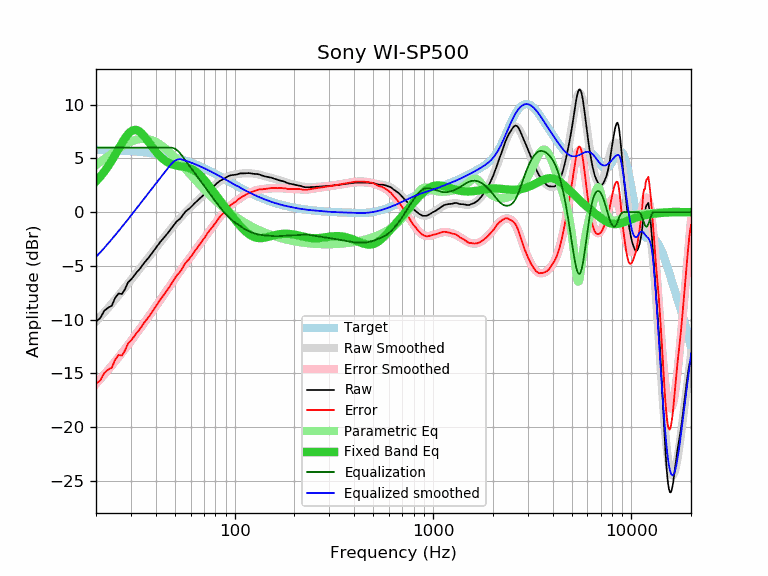 Sony WI-SP500
Amplitude (dBr)
10
5
0
−5
−10
−15
−20
−25
Target
Raw Smoothed
Error Smoothed
Raw
Error
Parametric Eq
Fixed Band Eq
Equalization
Equalized smoothed
100
1000
10000
Frequency (Hz)